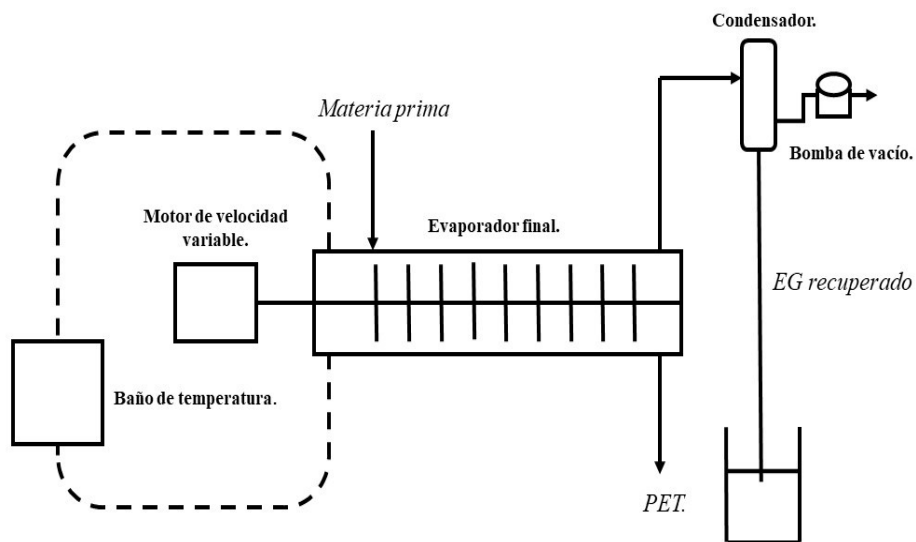 Condensador.
Materia prima
Bomba de vacío.
Motor de velocidad
variable.
Evaporador final.
EG recuperado
Baño de temperatura.
PET.